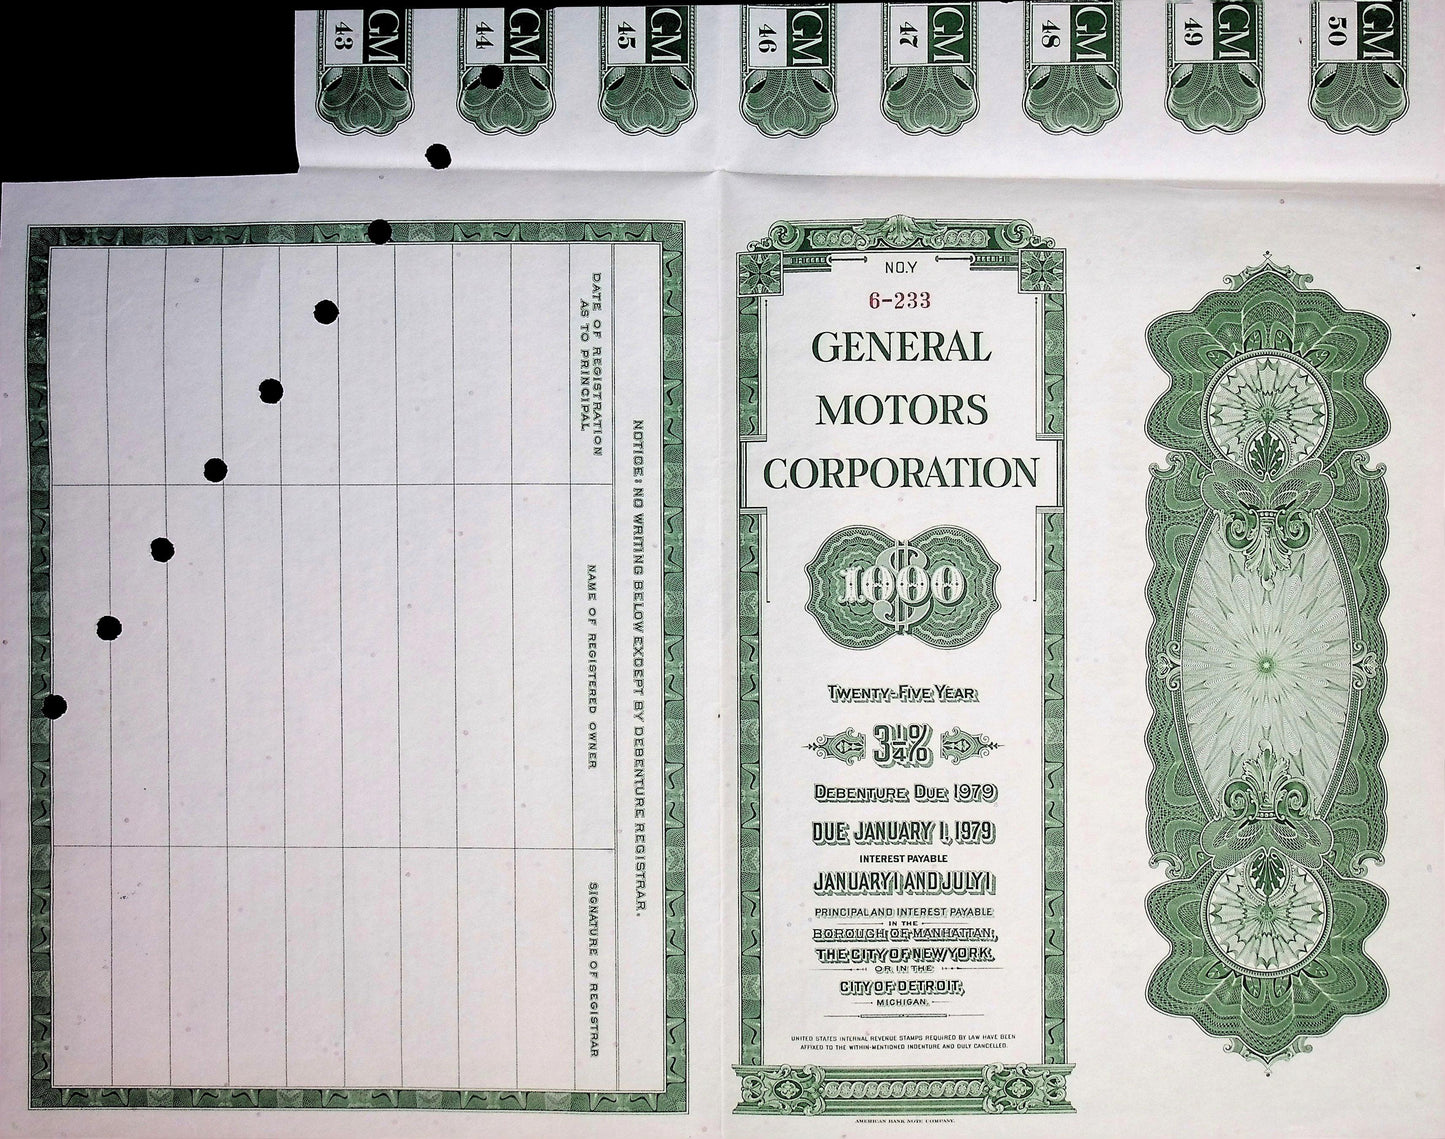 GM 43
GM 44
GM 45
GM 46
GM 47
GM 48
GM 49
GM 50
NOTICE: NO WRITING BELOW EXCEPT BY DEBENTURE REGISTRAR.
DATE OF REGISTRATION
AS TO PRINCIPAL
NAME OF REGISTERED OWNER
SIGNATURE OF REGISTRAR
NO.Y
6-233
GENERAL
MOTORS
CORPORATION
$1000
TWENTY-FIVE YEAR
3¼%
DEBENTURE DUE 1979
DUE JANUARY 1, 1979
INTEREST PAYABLE
JANUARY 1 AND JULY 1
PRINCIPAL AND INTEREST PAYABLE
IN THE
BOROUGH OF MANHATTAN,
THE CITY OF NEW YORK,
OR IN THE
CITY OF DETROIT,
MICHIGAN.
UNITED STATES INTERNAL REVENUE STAMPS REQUIRED BY LAW HAVE BEEN
AFFIXED TO THE WITHIN-MENTIONED INDENTURE AND DULY CANCELLED.
AMERICAN BANK NOTE COMPANY.